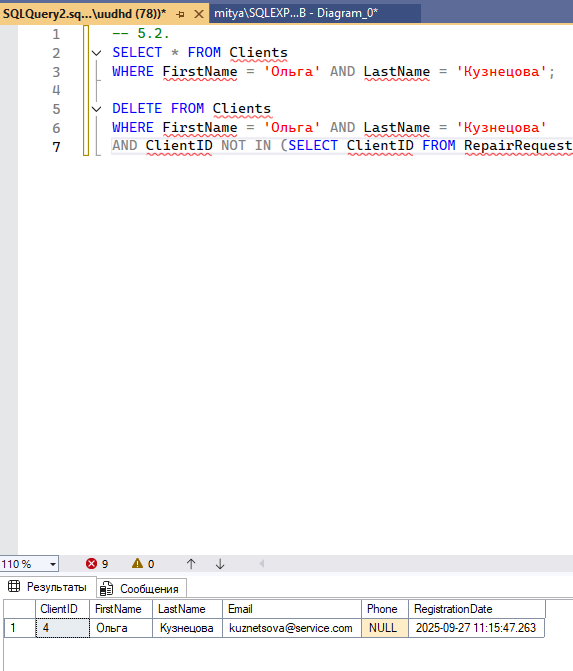 SQLQuery2.sq...\uudhd (78))* mitya\SQLEXP...B - Diagram_0*
1 -- 5.2.
2 SELECT * FROM Clients
3 WHERE FirstName = 'Ольга' AND LastName = 'Кузнецова';
4
5 DELETE FROM Clients
6 WHERE FirstName = 'Ольга' AND LastName = 'Кузнецова'
7 AND ClientID NOT IN (SELECT ClientID FROM RepairRequest
110 % 9 0
Результаты Сообщения
ClientID FirstName LastName Email Phone RegistrationDate
1 4 Ольга Кузнецова kuznetsova@service.com NULL 2025-09-27 11:15:47.263